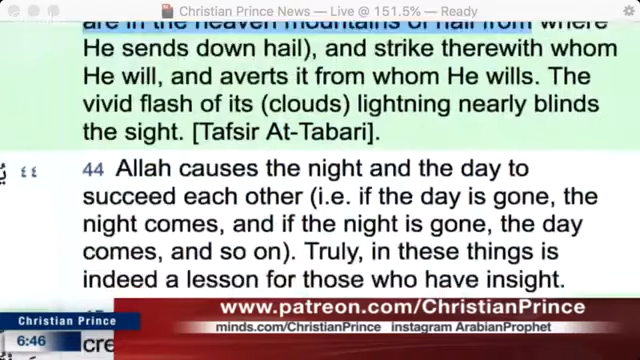 Christian Prince News — Live @ 151.5% — Ready
are in the heaven mountains of hail from where
He sends down hail), and strike therewith whom
He will, and averts it from whom He wills. The
vivid flash of its (clouds) lightning nearly blinds
the sight. [Tafsir At-Tabari].
٤٤ 44 Allah causes the night and the day to
succeed each other (i.e. if the day is gone, the
night comes, and if the night is gone, the day
comes, and so on). Truly, in these things is
indeed a lesson for those who have insight.
www.patreon.com/ChristianPrince
Christian Prince
minds.com/ChristianPrince instagram ArabianProphet
6:46
cre